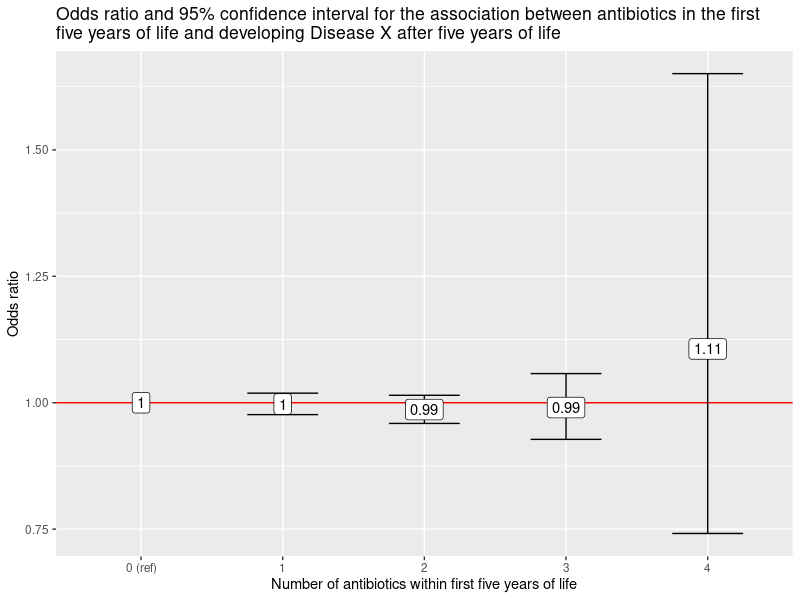 Odds ratio and 95% confidence interval for the association between antibiotics in the first
five years of life and developing Disease X after five years of life
Odds ratio
1.50
1.25
1.00
0.75
1
1
0.99
0.99
1.11
0 (ref)
1
2
3
4
Number of antibiotics within first five years of life